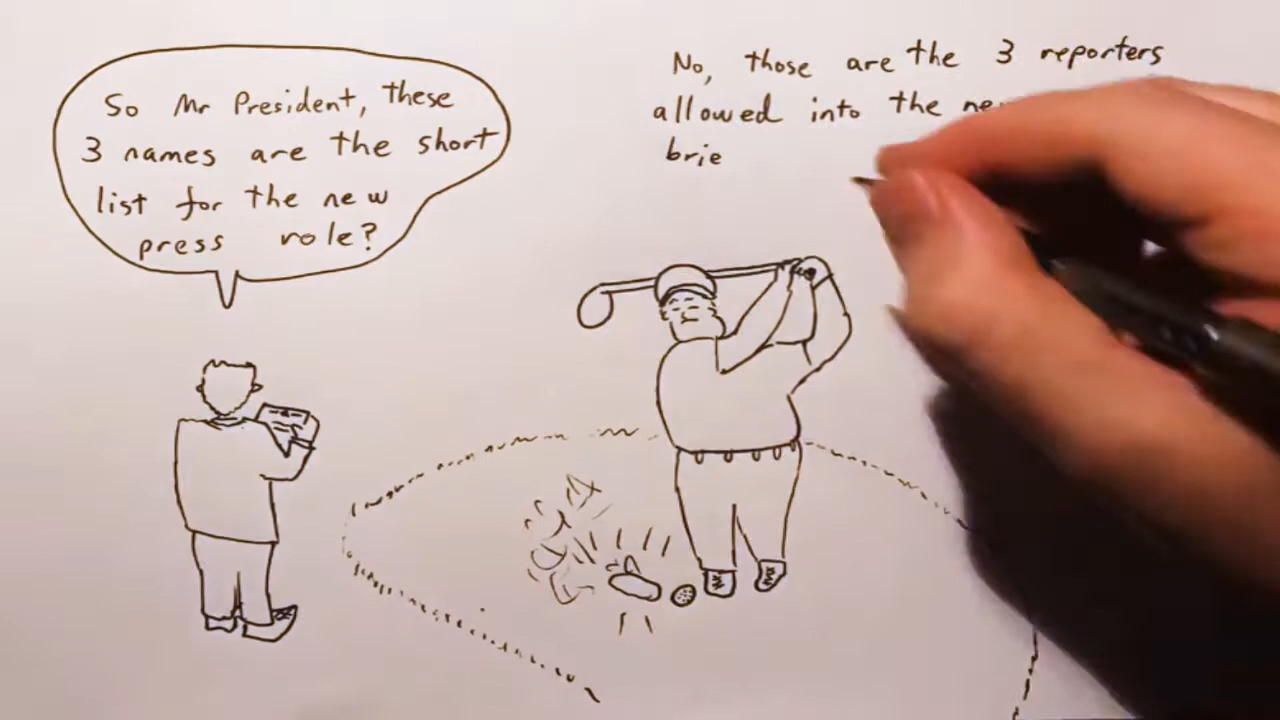 So Mr President, these
3 names are the short
list for the new
press role?
No, those are the 3 reporters
allowed into the
brie